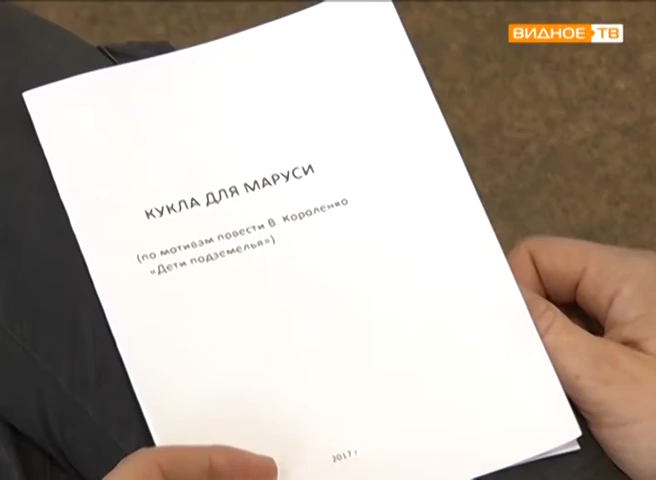 ВИДНОЕ ТВ
КУКЛА ДЛЯ МАРУСИ
(по мотивам повести В. Короленко
«Дети подземелья»)
2017 г